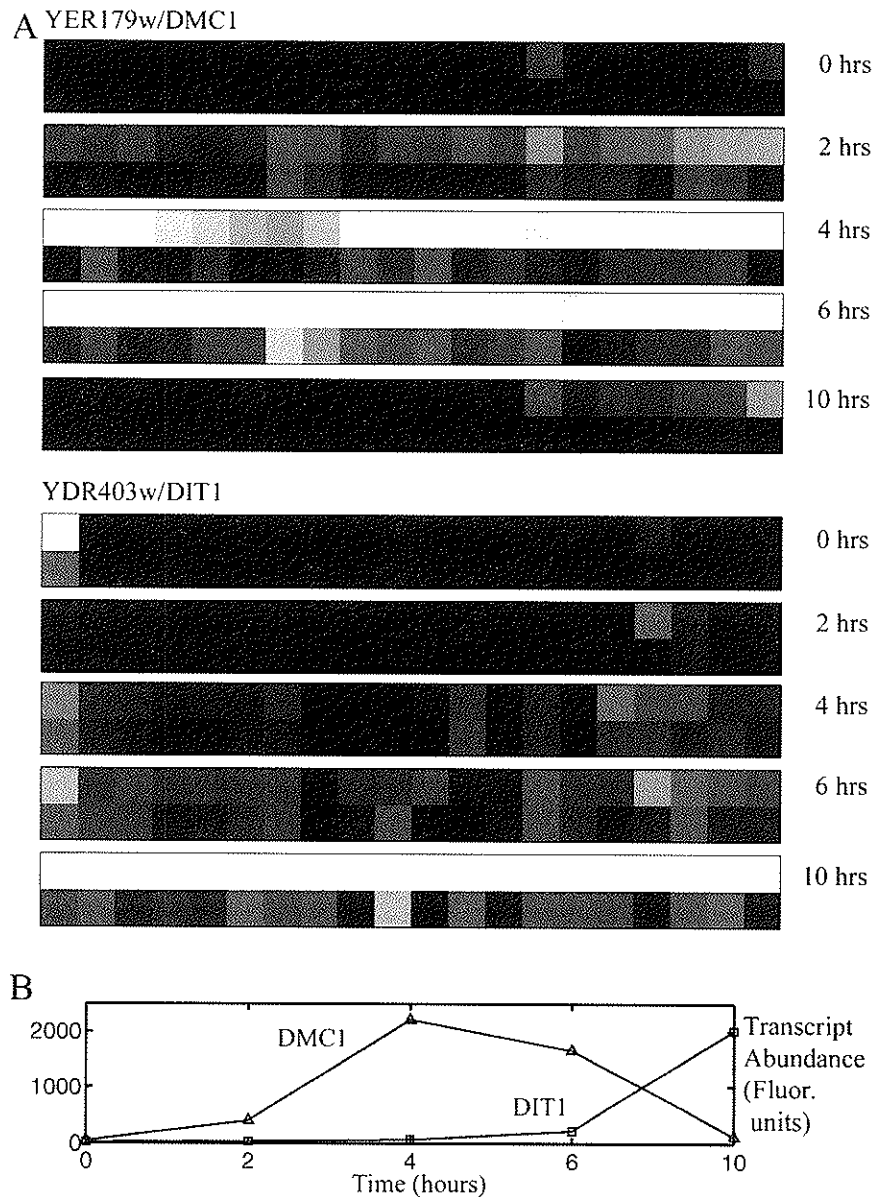 A
YER179w/DMC1
0 hrs
2 hrs
4 hrs
6 hrs
10 hrs
YDR403w/DIT1
0 hrs
2 hrs
4 hrs
6 hrs
10 hrs
B
2000
1000
0
DMC1
DIT1
Transcript
Abundance
(Fluor.
units)
0
2
4
6
10
Time (hours)